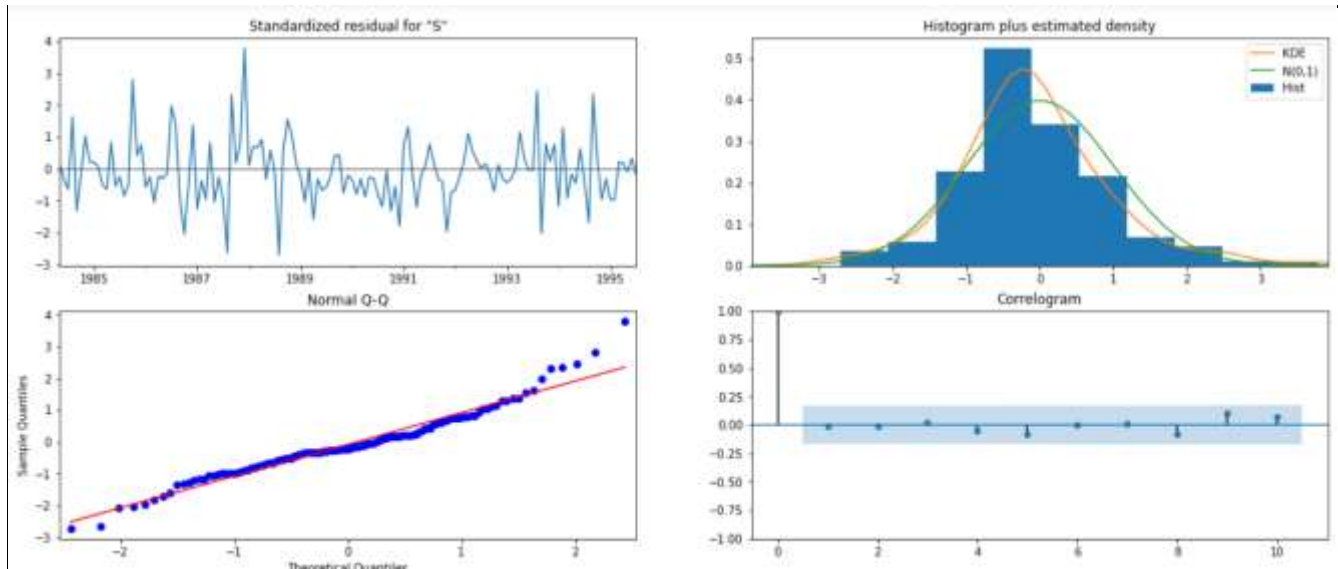 Standardized residual for "S"
4
3
2
1
0
−1
−2
−3
1985 1987 1989 1991 1993 1995
Histogram plus estimated density
KDE
N(0,1)
Hist
0.5
0.4
0.3
0.2
0.1
0.0
−3 −2 −1 0 1 2 3
Normal Q-Q
Sample Quantiles
4
3
2
1
0
−1
−2
−3
−2 −1 0 1 2
Theoretical Quantiles
Correlogram
1.00
0.75
0.50
0.25
0.00
−0.25
−0.50
−0.75
−1.00
0 2 4 6 8 10